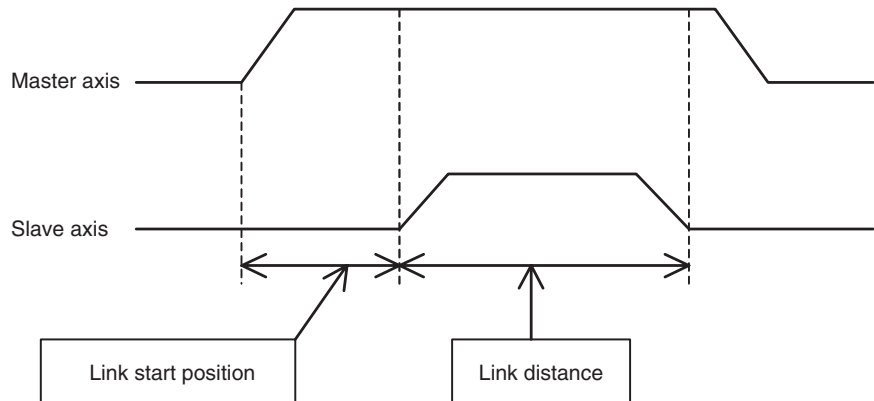 Master axis
Slave axis
Link start position
Link distance